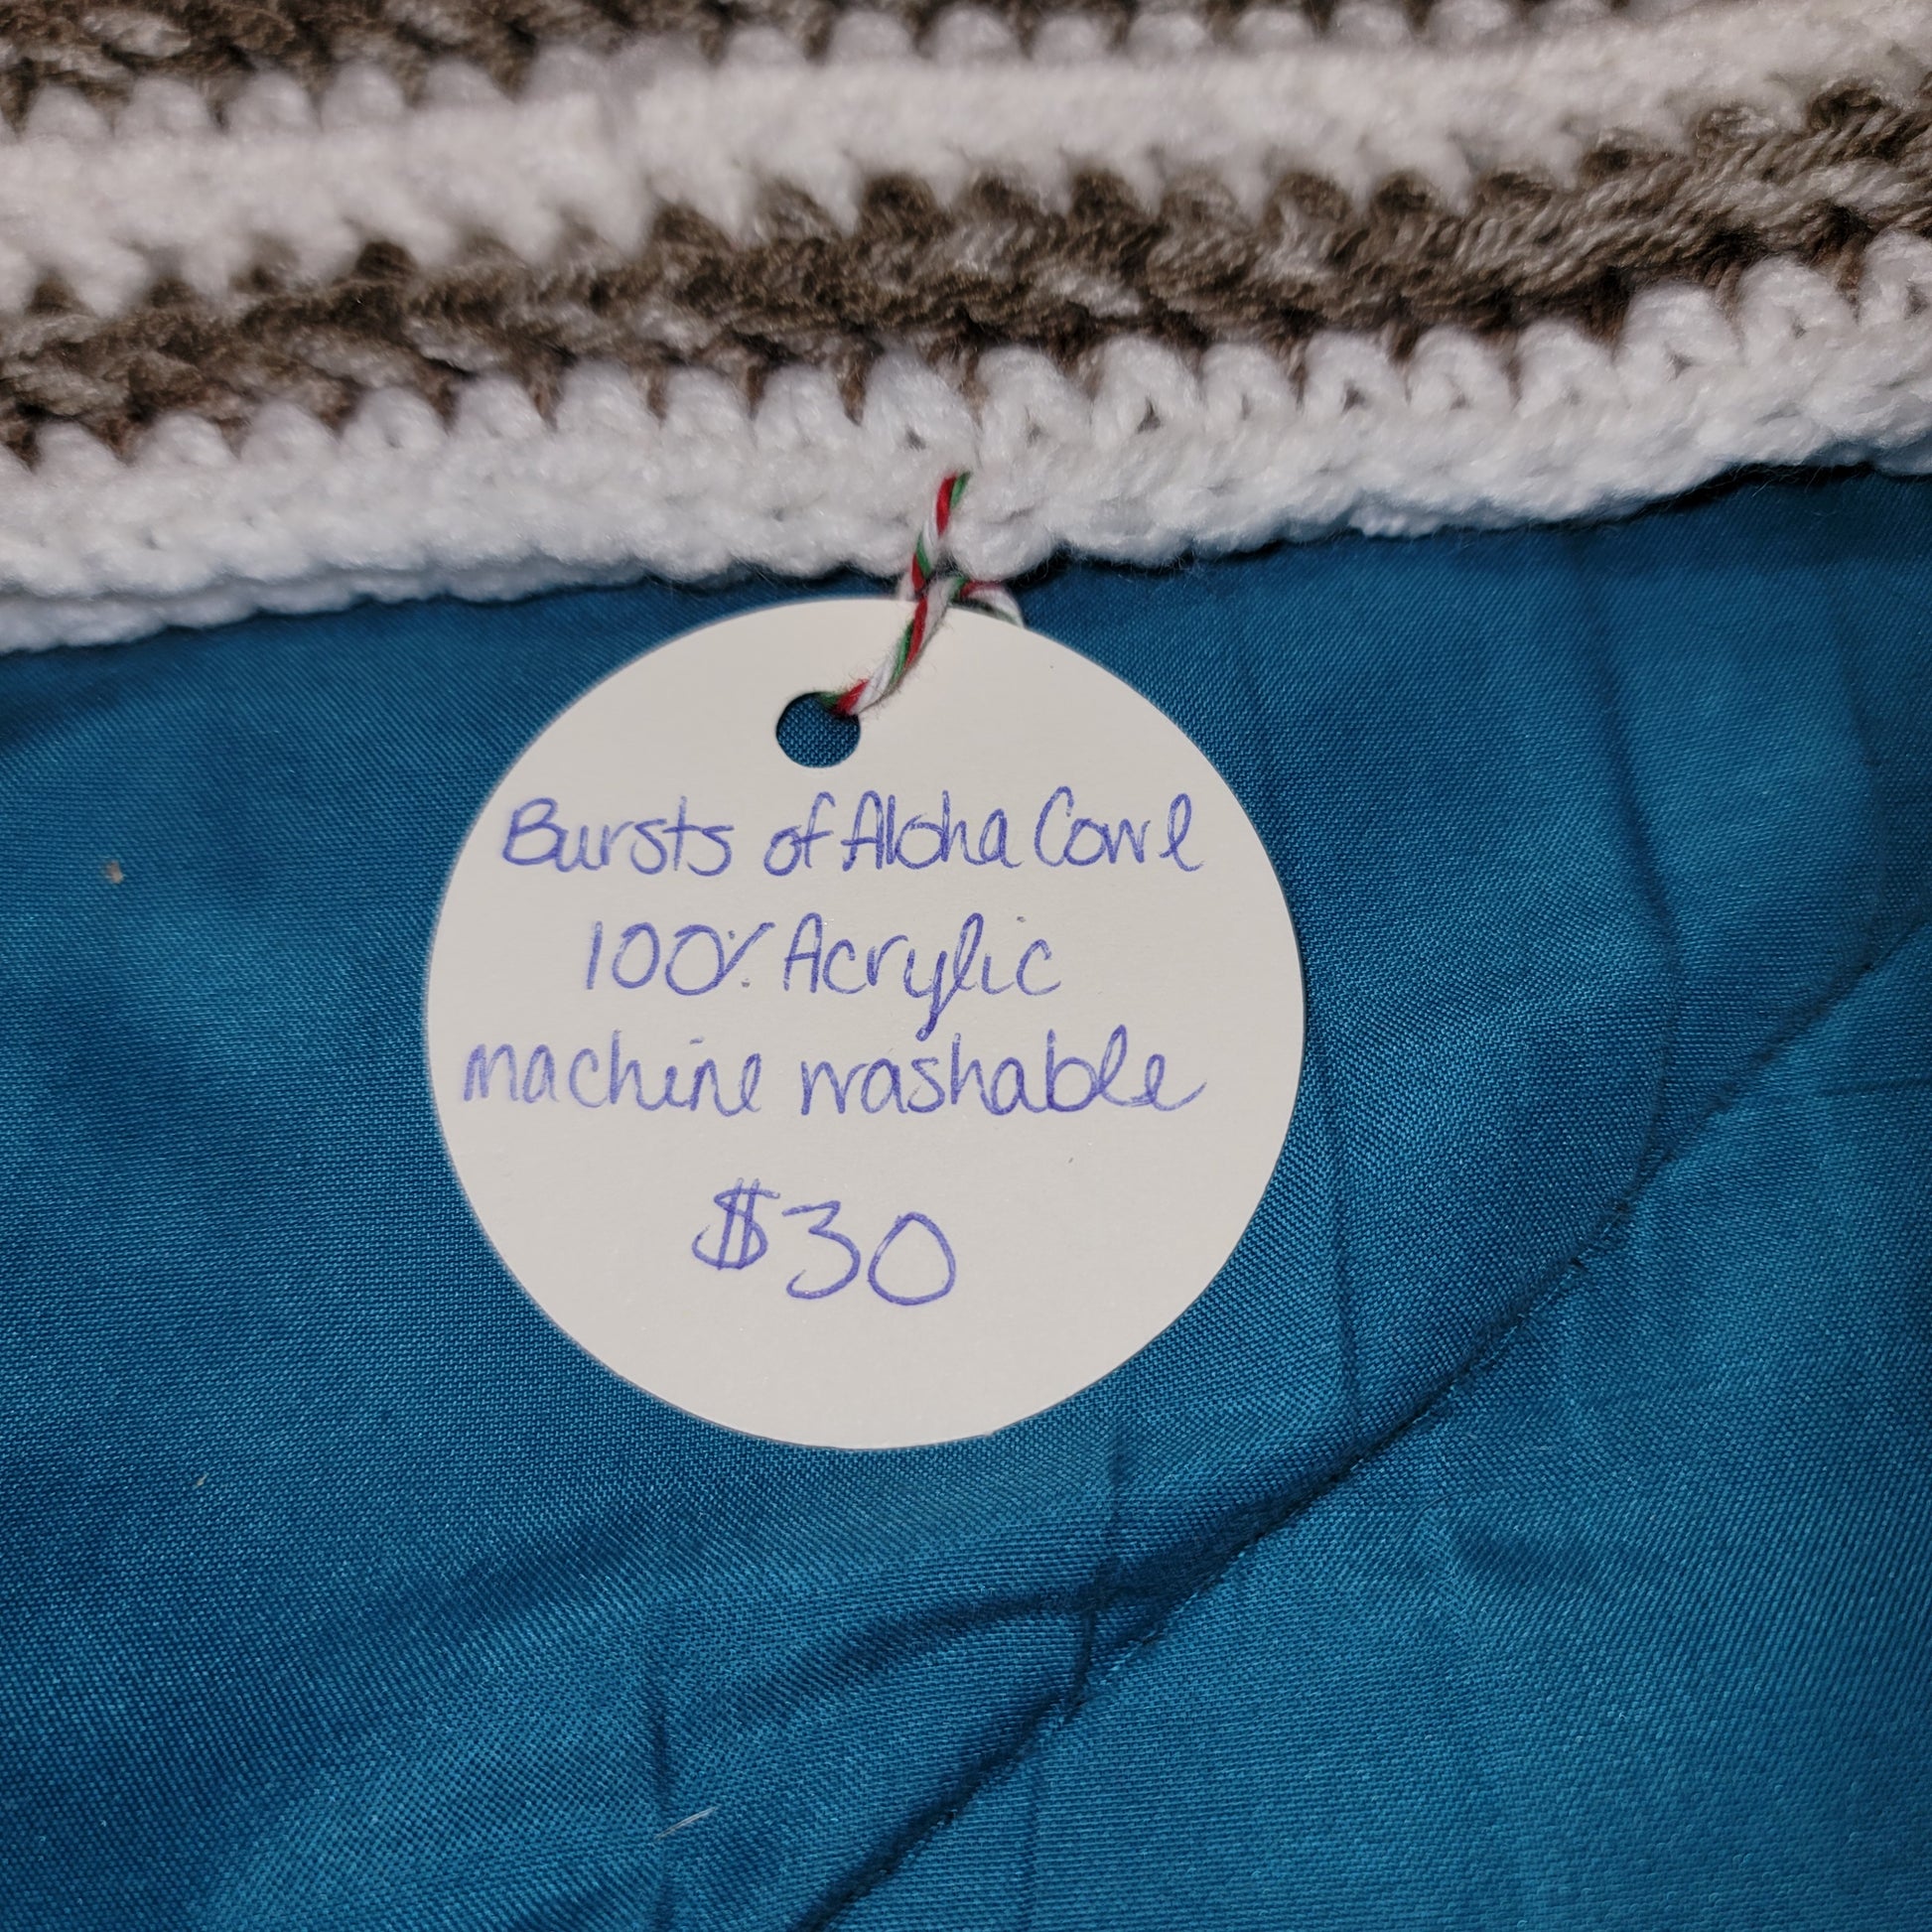 Bursts of Aloha Cowl
100% Acrylic
machine washable
$30